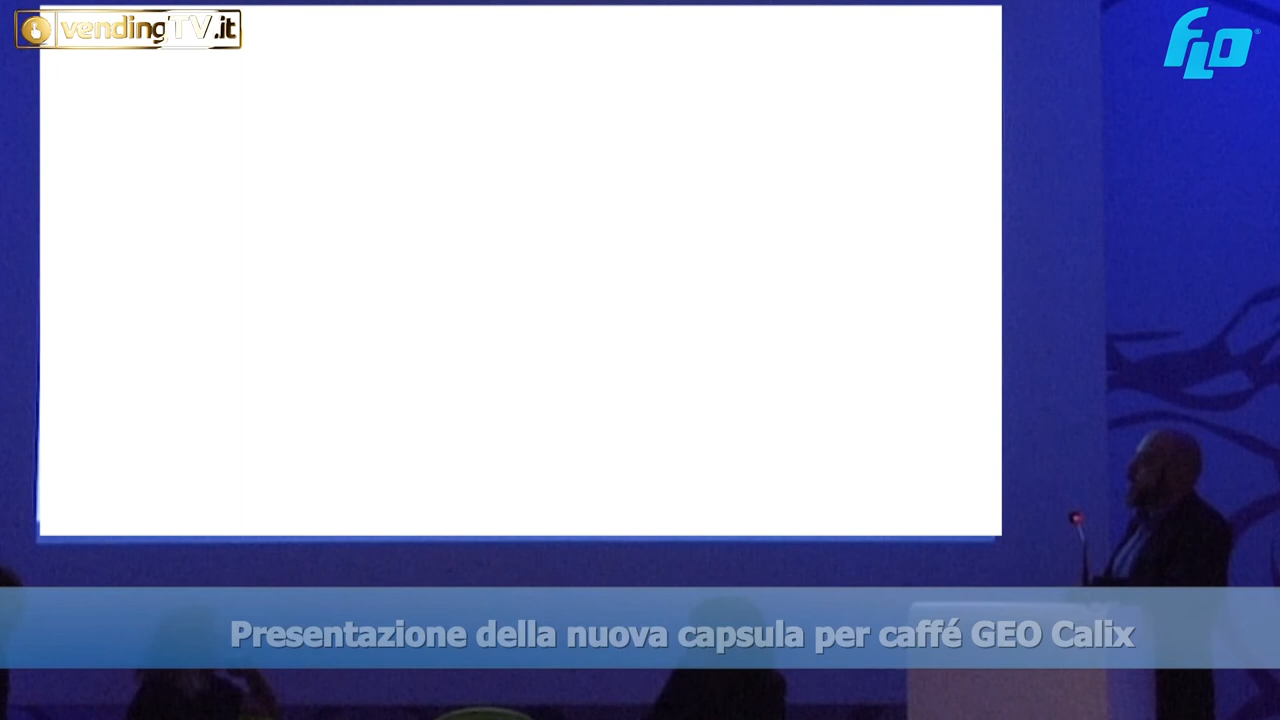 vendingTV.it
FLO®
Presentazione della nuova capsula per caffé GEO Calix